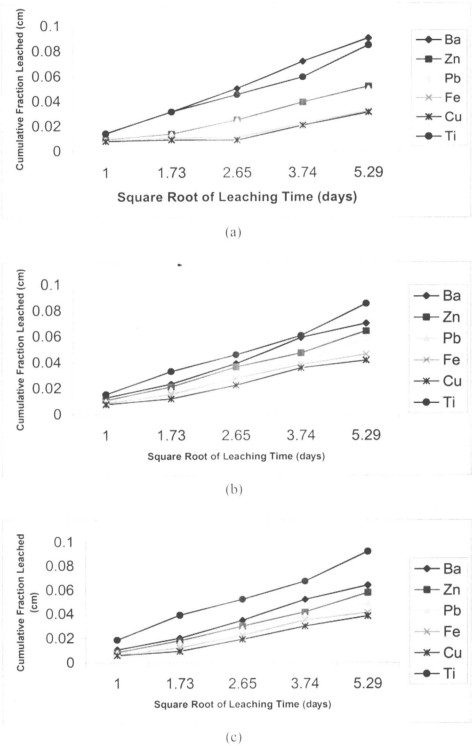 Cumulative Fraction Leached (cm)
0.1
0.08
0.06
0.04
0.02
0
1 1.73 2.65 3.74 5.29
Square Root of Leaching Time (days)
Ba
Zn
Pb
Fe
Cu
Ti
(a)
Cumulative Fraction Leached (cm)
0.1
0.08
0.06
0.04
0.02
0
1 1.73 2.65 3.74 5.29
Square Root of Leaching Time (days)
Ba
Zn
Pb
Fe
Cu
Ti
(b)
Cumulative Fraction Leached
(cm)
0.1
0.08
0.06
0.04
0.02
0
1 1.73 2.65 3.74 5.29
Square Root of Leaching Time (days)
Ba
Zn
Pb
Fe
Cu
Ti
(c)